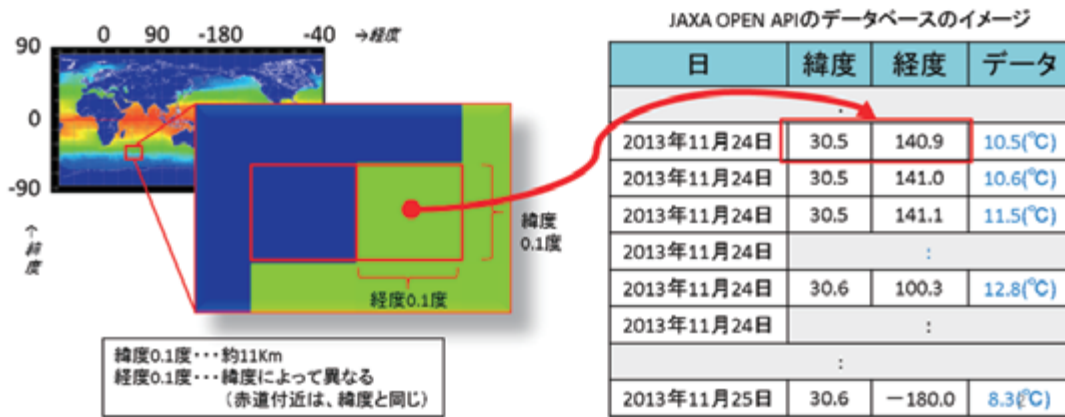 0 90 -180 -40 →経度
90
0
-90
↑緯度
緯度
0.1度
経度0.1度
緯度0.1度・・・約11Km
経度0.1度・・・緯度によって異なる
(赤道付近は、緯度と同じ)
JAXA OPEN APIのデータベースのイメージ
日 緯度 経度 データ
:
2013年11月24日 30.5 140.9 10.5(℃)
2013年11月24日 30.5 141.0 10.6(℃)
2013年11月24日 30.5 141.1 11.5(℃)
2013年11月24日 :
2013年11月24日 30.6 100.3 12.8(℃)
2013年11月24日 :
:
2013年11月25日 30.6 －180.0 8.3(℃)